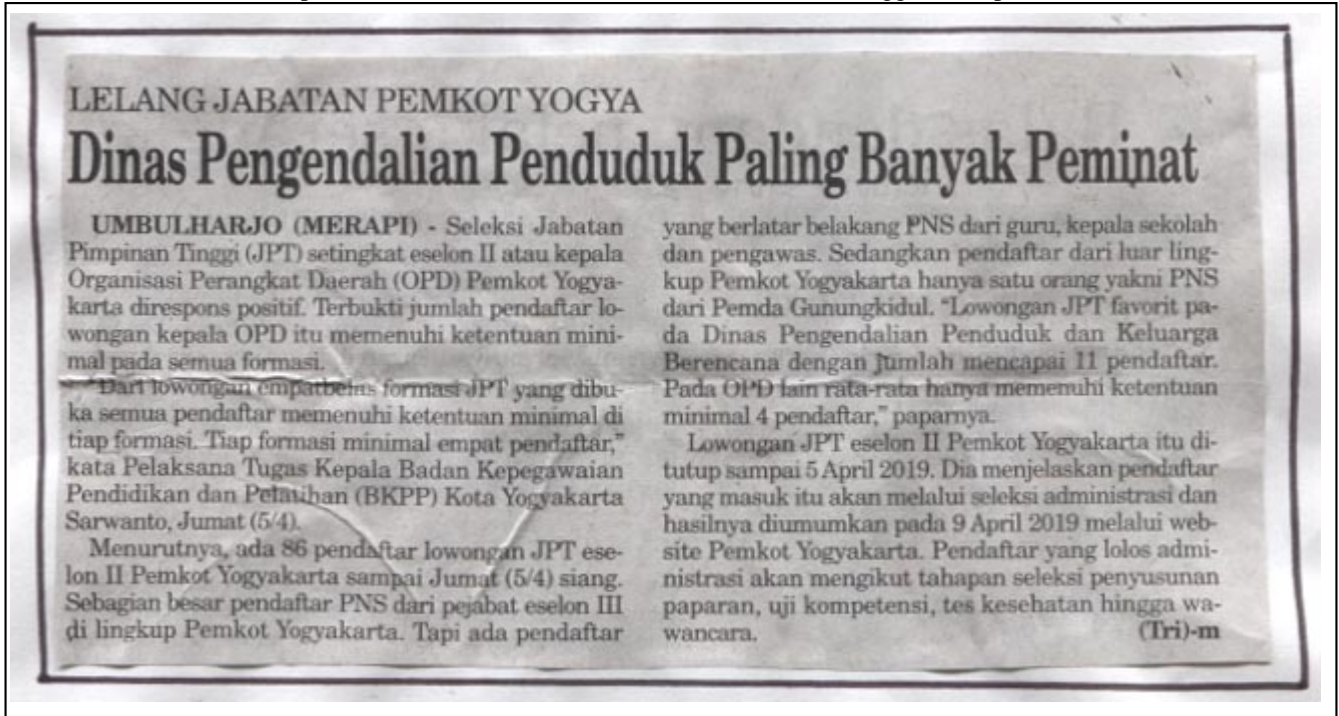 LELANG JABATAN PEMKOT YOGYA
Dinas Pengendalian Penduduk Paling Banyak Peminat
UMBULHARJO (MERAPI) - Seleksi Jabatan
Pimpinan Tinggi (JPT) setingkat eselon II atau kepala
Organisasi Perangkat Daerah (OPD) Pemkot Yogya-
karta direspons positif. Terbukti jumlah pendaftar lo-
wongan kepala OPD itu memenuhi ketentuan mini-
mal pada semua formasi.
"Dari lowongan empatbelas formasi JPT yang dibu-
ka semua pendaftar memenuhi ketentuan minimal di
tiap formasi. Tiap formasi minimal empat pendaftar,"
kata Pelaksana Tugas Kepala Badan Kepegawaian
Pendidikan dan Pelatihan (BKPP) Kota Yogyakarta
Sarwanto, Jumat (5/4).
Menurutnya, ada 86 pendaftar lowongan JPT ese-
lon II Pemkot Yogyakarta sampai Jumat (5/4) siang.
Sebagian besar pendaftar PNS dari pejabat eselon III
di lingkup Pemkot Yogyakarta. Tapi ada pendaftar
yang berlatar belakang PNS dari guru, kepala sekolah
dan pengawas. Sedangkan pendaftar dari luar ling-
kup Pemkot Yogyakarta hanya satu orang yakni PNS
dari Pemda Gunungkidul. "Lowongan JPT favorit pa-
da Dinas Pengendalian Penduduk dan Keluarga
Berencana dengan jumlah mencapai 11 pendaftar.
Pada OPD lain rata-rata hanya memenuhi ketentuan
minimal 4 pendaftar," paparnya.
Lowongan JPT eselon II Pemkot Yogyakarta itu di-
tutup sampai 5 April 2019. Dia menjelaskan pendaftar
yang masuk itu akan melalui seleksi administrasi dan
hasilnya diumumkan pada 9 April 2019 melalui web-
site Pemkot Yogyakarta. Pendaftar yang lolos admi-
nistrasi akan mengikut tahapan seleksi penyusunan
paparan, uji kompetensi, tes kesehatan hingga wa-
wancara. (Tri)-m